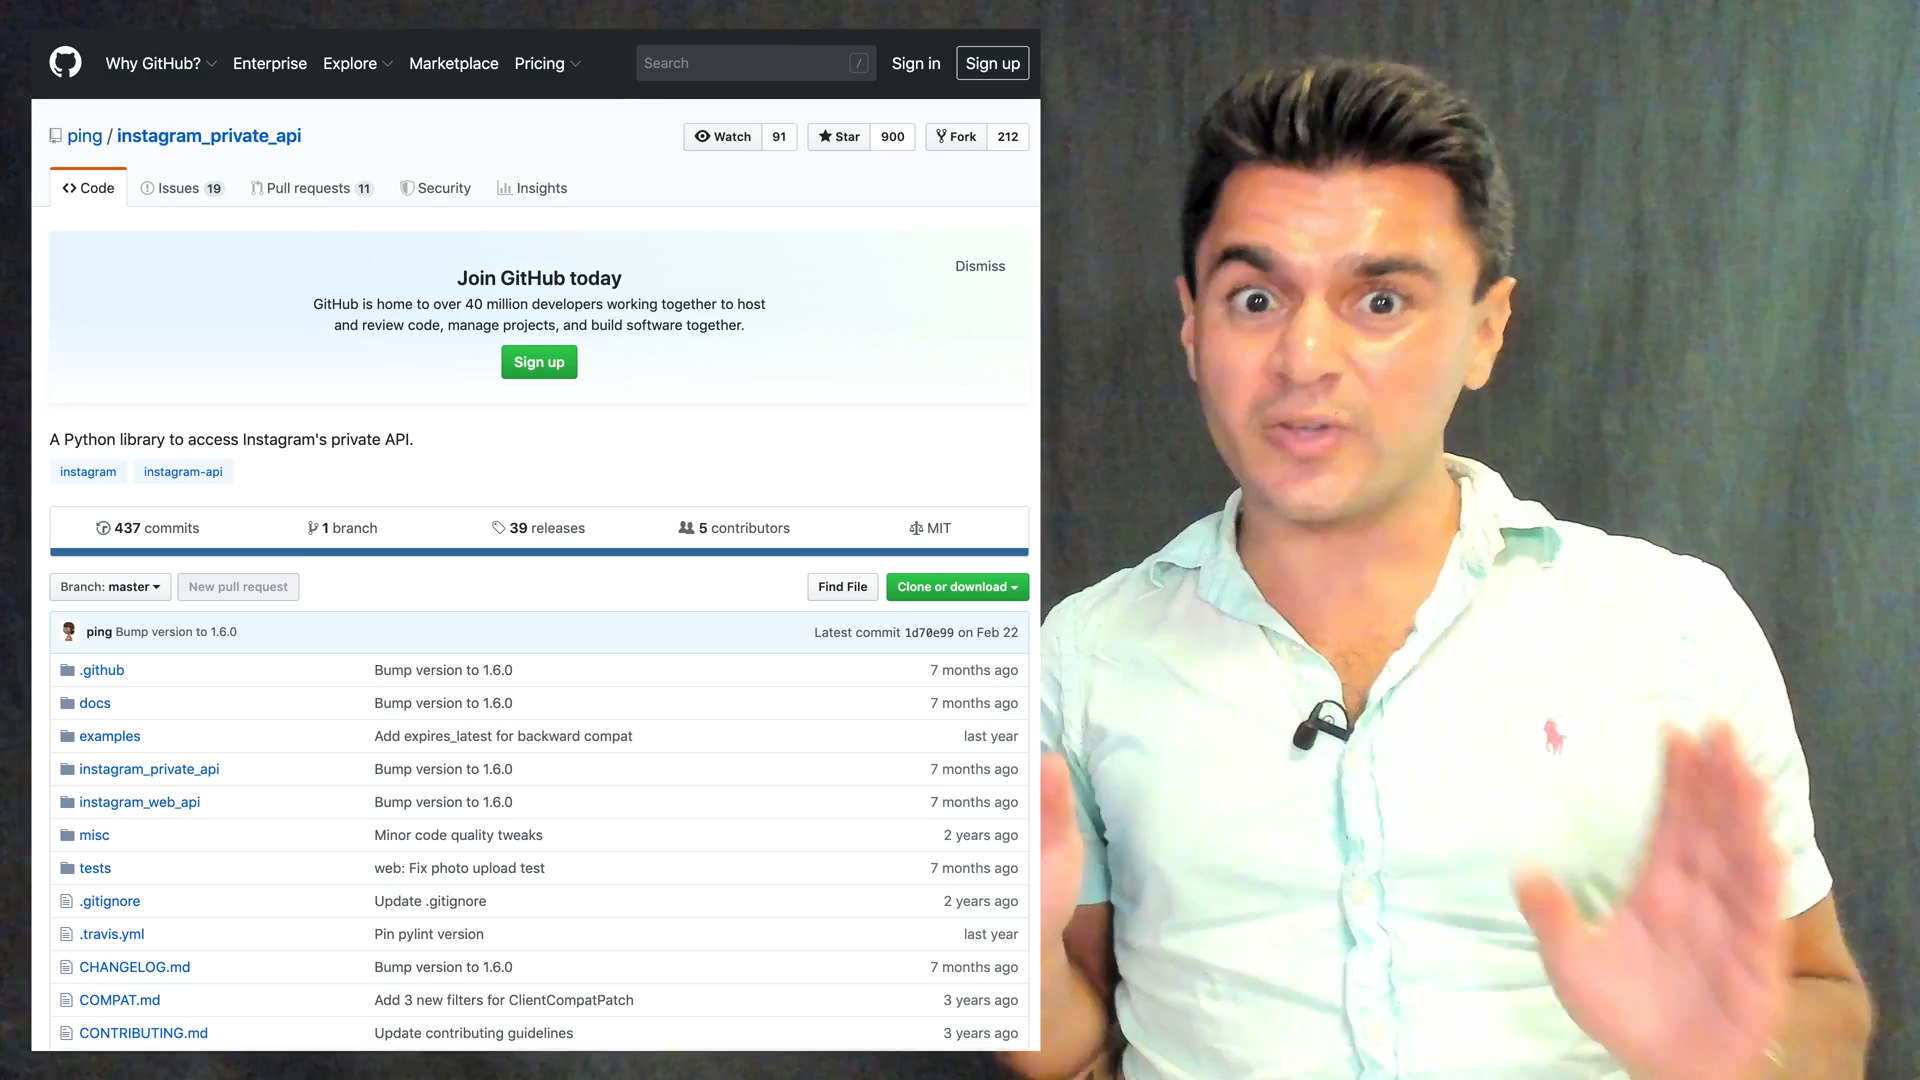 Why GitHub? Enterprise Explore Marketplace Pricing Search / Sign in Sign up
ping / instagram_private_api Watch 91 Star 900 Fork 212
Code Issues 19 Pull requests 11 Security Insights
Join GitHub today
Dismiss
GitHub is home to over 40 million developers working together to host
and review code, manage projects, and build software together.
Sign up
A Python library to access Instagram's private API.
instagram instagram-api
437 commits 1 branch 39 releases 5 contributors MIT
Branch: master New pull request Find File Clone or download
ping Bump version to 1.6.0 Latest commit 1d70e99 on Feb 22
.github Bump version to 1.6.0 7 months ago
docs Bump version to 1.6.0 7 months ago
examples Add expires_latest for backward compat last year
instagram_private_api Bump version to 1.6.0 7 months ago
instagram_web_api Bump version to 1.6.0 7 months ago
misc Minor code quality tweaks 2 years ago
tests web: Fix photo upload test 7 months ago
.gitignore Update .gitignore 2 years ago
.travis.yml Pin pylint version last year
CHANGELOG.md Bump version to 1.6.0 7 months ago
COMPAT.md Add 3 new filters for ClientCompatPatch 3 years ago
CONTRIBUTING.md Update contributing guidelines 3 years ago